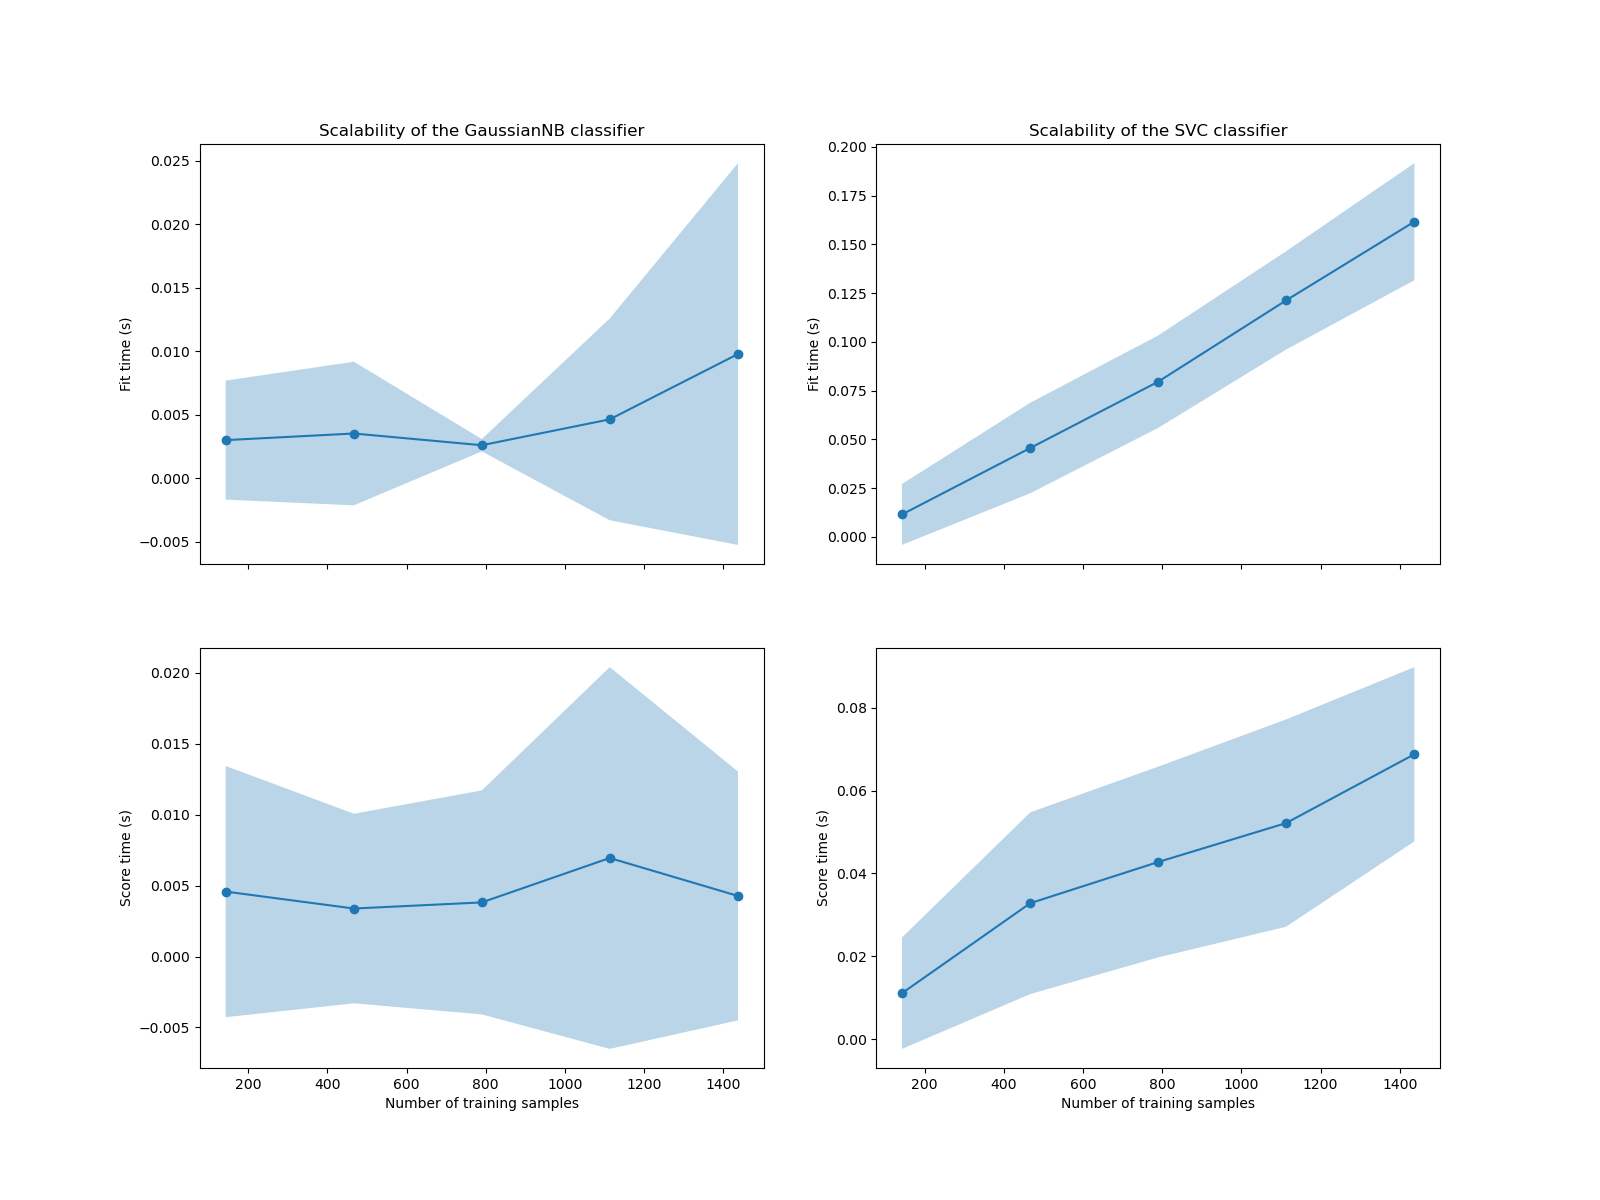 Scalability of the GaussianNB classifier
0.025
0.020
0.015
0.010
0.005
0.000
−0.005
Fit time (s)
Scalability of the SVC classifier
0.200
0.175
0.150
0.125
0.100
0.075
0.050
0.025
0.000
Fit time (s)
0.020
0.015
0.010
0.005
0.000
−0.005
Score time (s)
200 400 600 800 1000 1200 1400
Number of training samples
0.08
0.06
0.04
0.02
0.00
Score time (s)
200 400 600 800 1000 1200 1400
Number of training samples